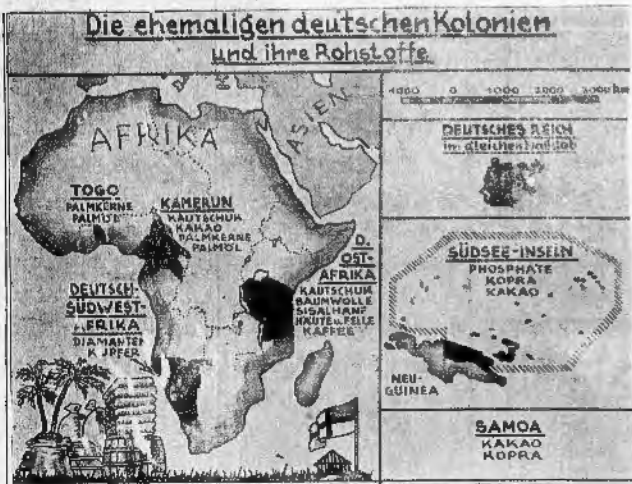 Die ehemaligen deutschen Kolonien
und ihre Rohstoffe
AFRIKA
ASIEN
TOGO
PALMKERNE
PALMÖL
KAMERUN
KAUTSCHUK
KAKAO
PALMKERNE
PALMÖL
D.
OST-
AFRIKA
KAUTSCHUK
BAUMWOLLE
SISALHANF
HÄUTE u. FELLE
KAFFEE
DEUTSCH-
SÜDWEST-
AFRIKA
DIAMANTEN
KUPFER
1000 0 1000 2000 3000 km
DEUTSCHES REICH
im gleichen Maßstab
SÜDSEE-INSELN
PHOSPHATE
KOPRA
KAKAO
NEU-
GUINEA
SAMOA
KAKAO
KOPRA